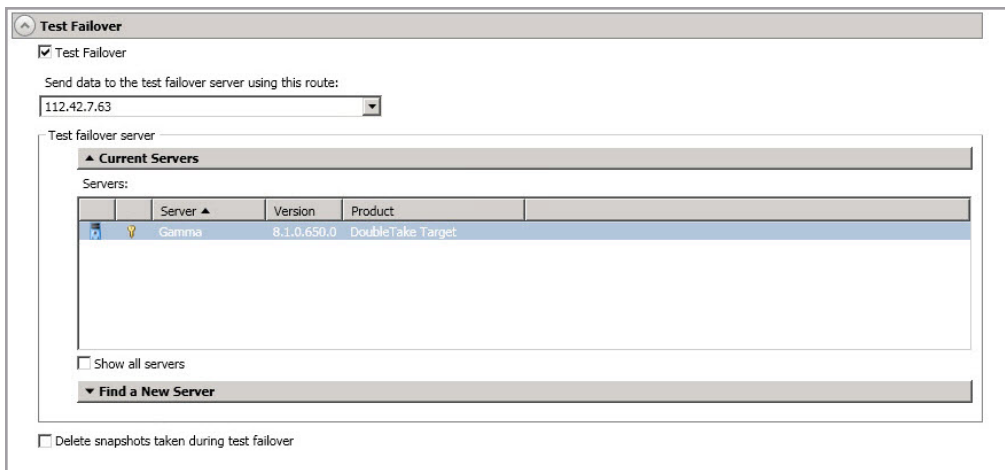 Test Failover
Test Failover
Send data to the test failover server using this route:
112.42.7.63
Test failover server
Current Servers
Servers:
Server Version Product
Gamma 8.1.0.650.0 DoubleTake Target
Show all servers
Find a New Server
Delete snapshots taken during test failover